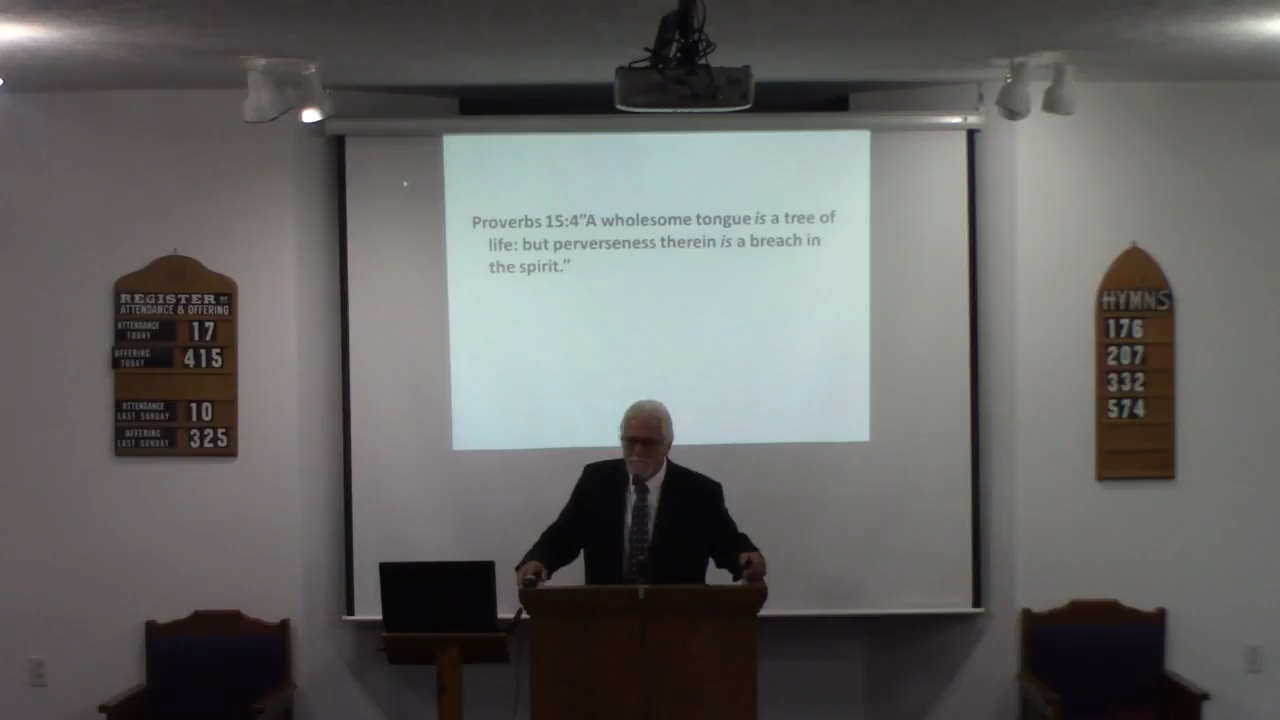 Proverbs 15:4”A wholesome tongue is a tree of
life: but perverseness therein is a breach in
the spirit.”
REGISTER OF
ATTENDANCE & OFFERING
ATTENDANCE TODAY 17
OFFERING TODAY 415
ATTENDANCE LAST SUNDAY 10
OFFERING LAST SUNDAY 325
HYMNS
176
207
332
574